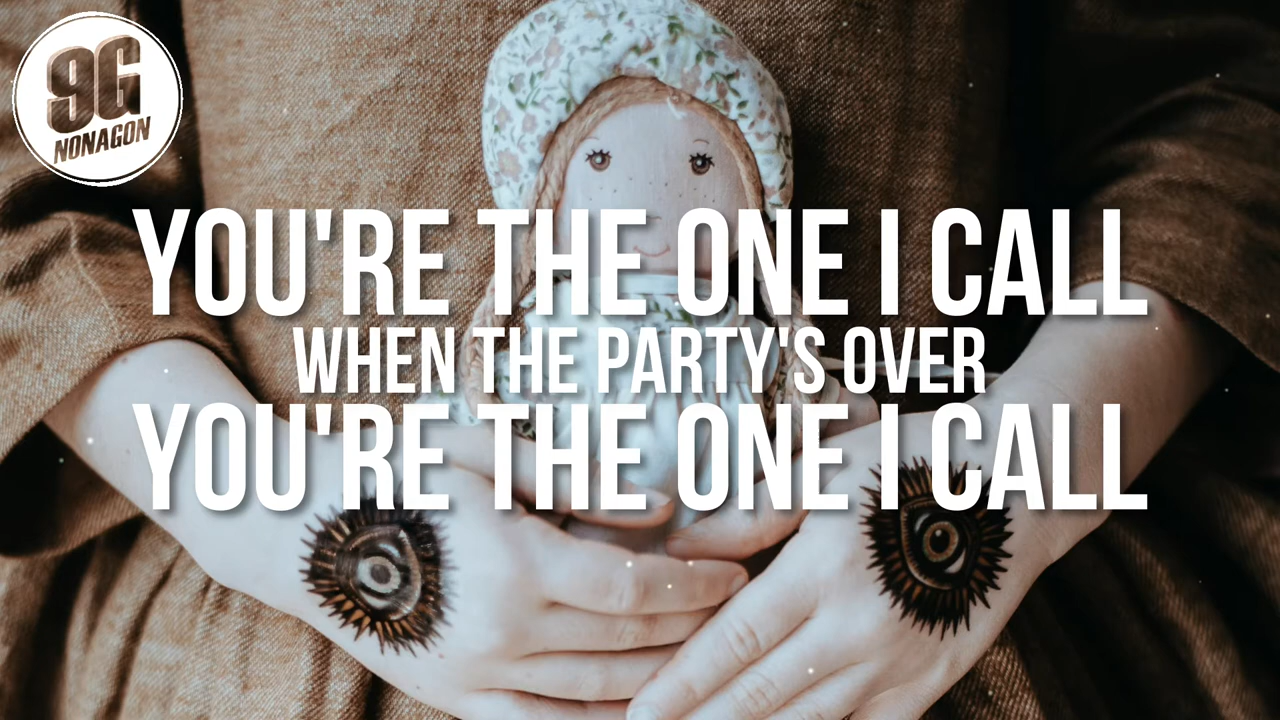 9G
NONAGON
YOU'RE THE ONE I CALL
WHEN THE PARTY'S OVER
YOU'RE THE ONE I CALL